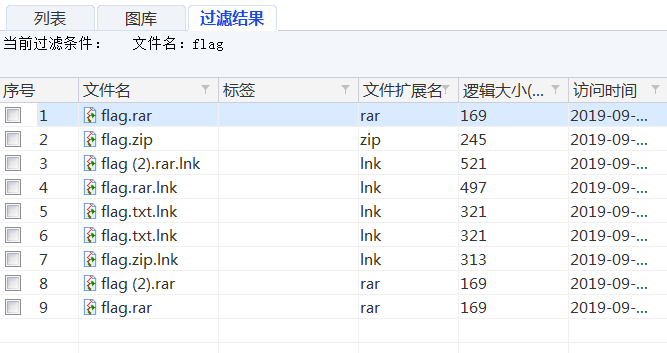 列表 图库 过滤结果
当前过滤条件： 文件名：flag
序号 文件名 标签 文件扩展名 逻辑大小(... 访问时间
1 flag.rar rar 169 2019-09-...
2 flag.zip zip 245 2019-09-...
3 flag (2).rar.lnk lnk 521 2019-09-...
4 flag.rar.lnk lnk 497 2019-09-...
5 flag.txt.lnk lnk 321 2019-09-...
6 flag.txt.lnk lnk 321 2019-09-...
7 flag.zip.lnk lnk 313 2019-09-...
8 flag (2).rar rar 169 2019-09-...
9 flag.rar rar 169 2019-09-...